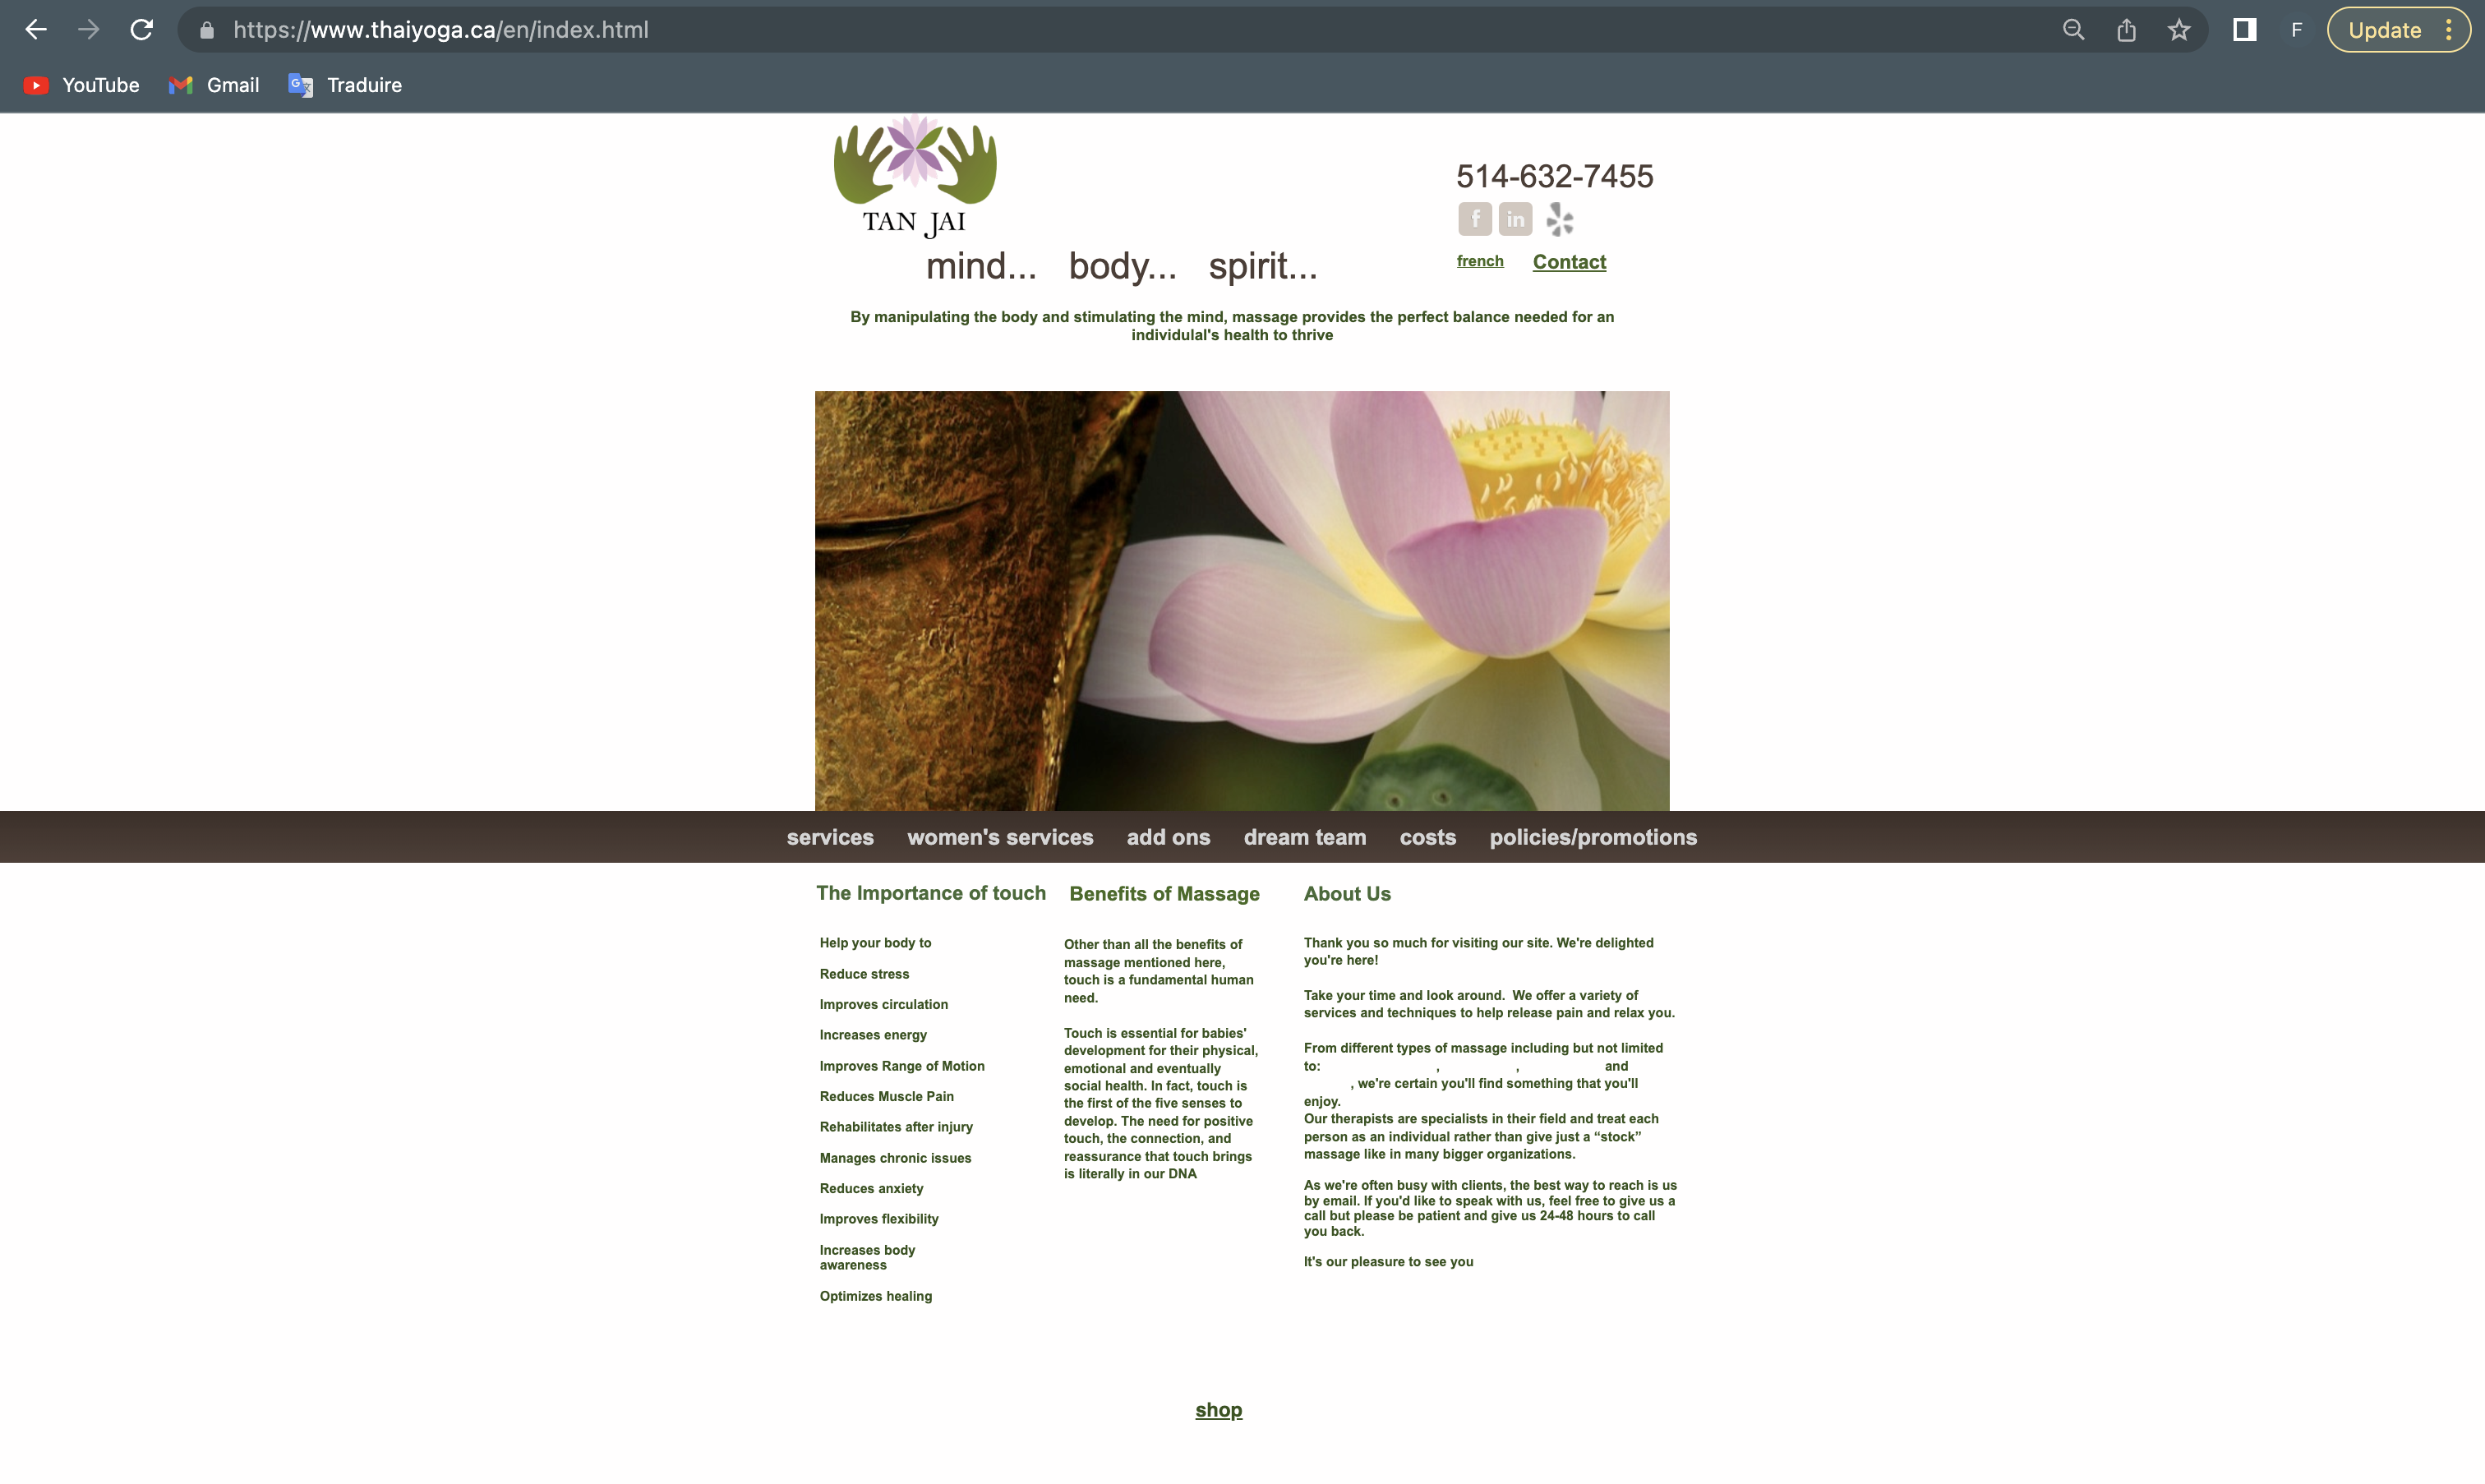 https://www.thaiyoga.ca/en/index.html
F
Update
YouTube
Gmail
Traduire
TAN JAI
514-632-7455
f in
mind... body... spirit...
french Contact
By manipulating the body and stimulating the mind, massage provides the perfect balance needed for an
individulal's health to thrive
services women's services add ons dream team costs policies/promotions
The Importance of touch
Help your body to
Reduce stress
Improves circulation
Increases energy
Improves Range of Motion
Reduces Muscle Pain
Rehabilitates after injury
Manages chronic issues
Reduces anxiety
Improves flexibility
Increases body
awareness
Optimizes healing
Benefits of Massage
Other than all the benefits of
massage mentioned here,
touch is a fundamental human
need.
Touch is essential for babies'
development for their physical,
emotional and eventually
social health. In fact, touch is
the first of the five senses to
develop. The need for positive
touch, the connection, and
reassurance that touch brings
is literally in our DNA
About Us
Thank you so much for visiting our site. We're delighted
you're here!
Take your time and look around. We offer a variety of
services and techniques to help release pain and relax you.
From different types of massage including but not limited
to: , , and
, we're certain you'll find something that you'll
enjoy.
Our therapists are specialists in their field and treat each
person as an individual rather than give just a “stock”
massage like in many bigger organizations.
As we're often busy with clients, the best way to reach is us
by email. If you'd like to speak with us, feel free to give us a
call but please be patient and give us 24-48 hours to call
you back.
It's our pleasure to see you
shop